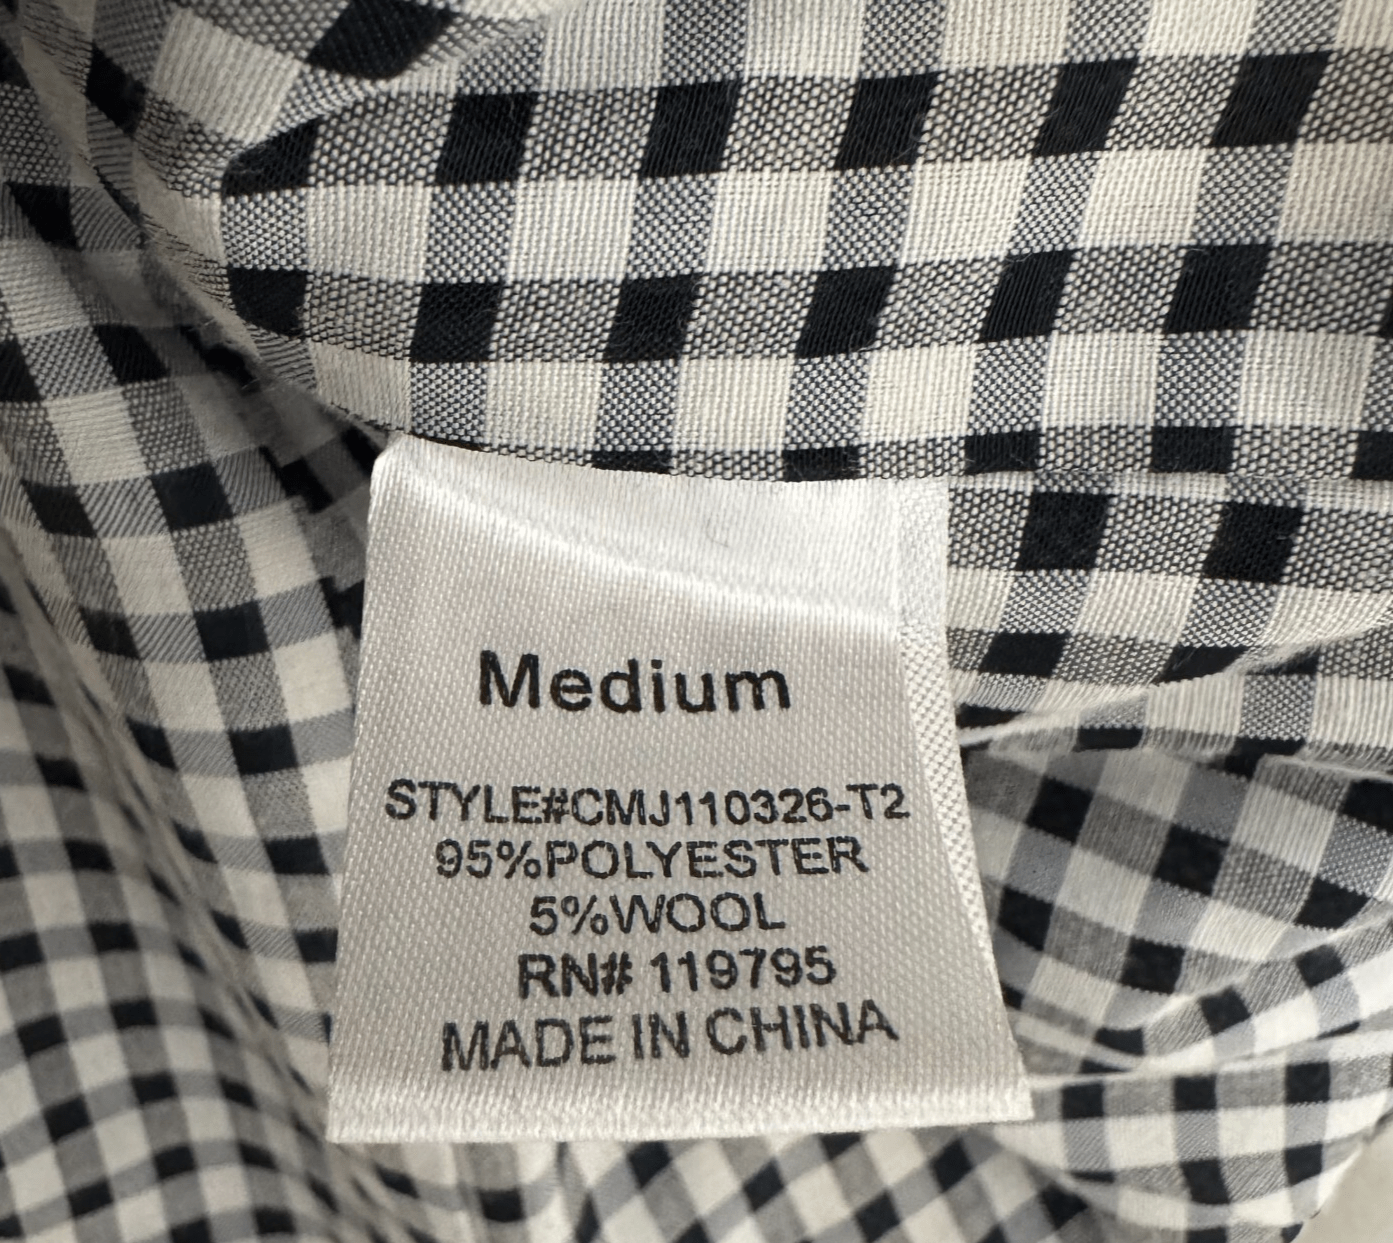 Medium
STYLE#CMJ110326-T2
95%POLYESTER
5%WOOL
RN# 119795
MADE IN CHINA